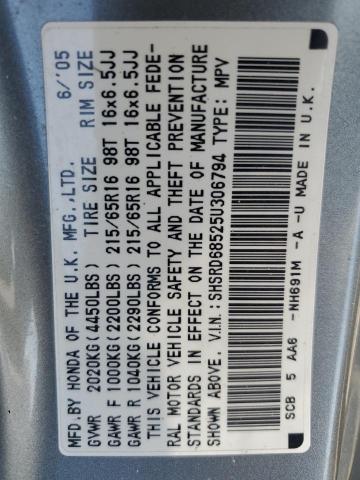 MFD.BY HONDA OF THE U.K. MFG.,LTD. 6/'05
GVWR 2020KG(4450LBS) TIRE SIZE RIM SIZE
GAWR F 1000KG(2200LBS) 215/65R16 98T 16x6.5JJ
GAWR R 1040KG(2290LBS) 215/65R16 98T 16x6.5JJ
THIS VEHICLE CONFORMS TO ALL APPLICABLE FEDE-
RAL MOTOR VEHICLE SAFETY AND THEFT PREVENTION
STANDARDS IN EFFECT ON THE DATE OF MANUFACTURE
SHOWN ABOVE. V.I.N.:SHSRD68525U306794 TYPE: MPV
SCB 5 AA6 -NH691M -A -U MADE IN U.K.